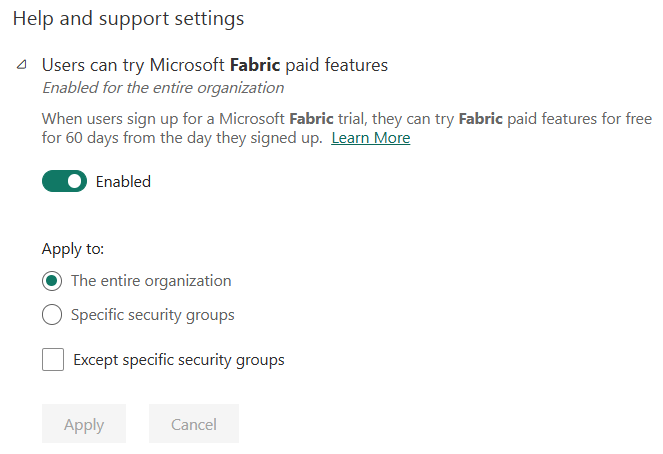 Help and support settings
Users can try Microsoft Fabric paid features
Enabled for the entire organization
When users sign up for a Microsoft Fabric trial, they can try Fabric paid features for free
for 60 days from the day they signed up. Learn More
Enabled
Apply to:
The entire organization
Specific security groups
Except specific security groups
Apply Cancel